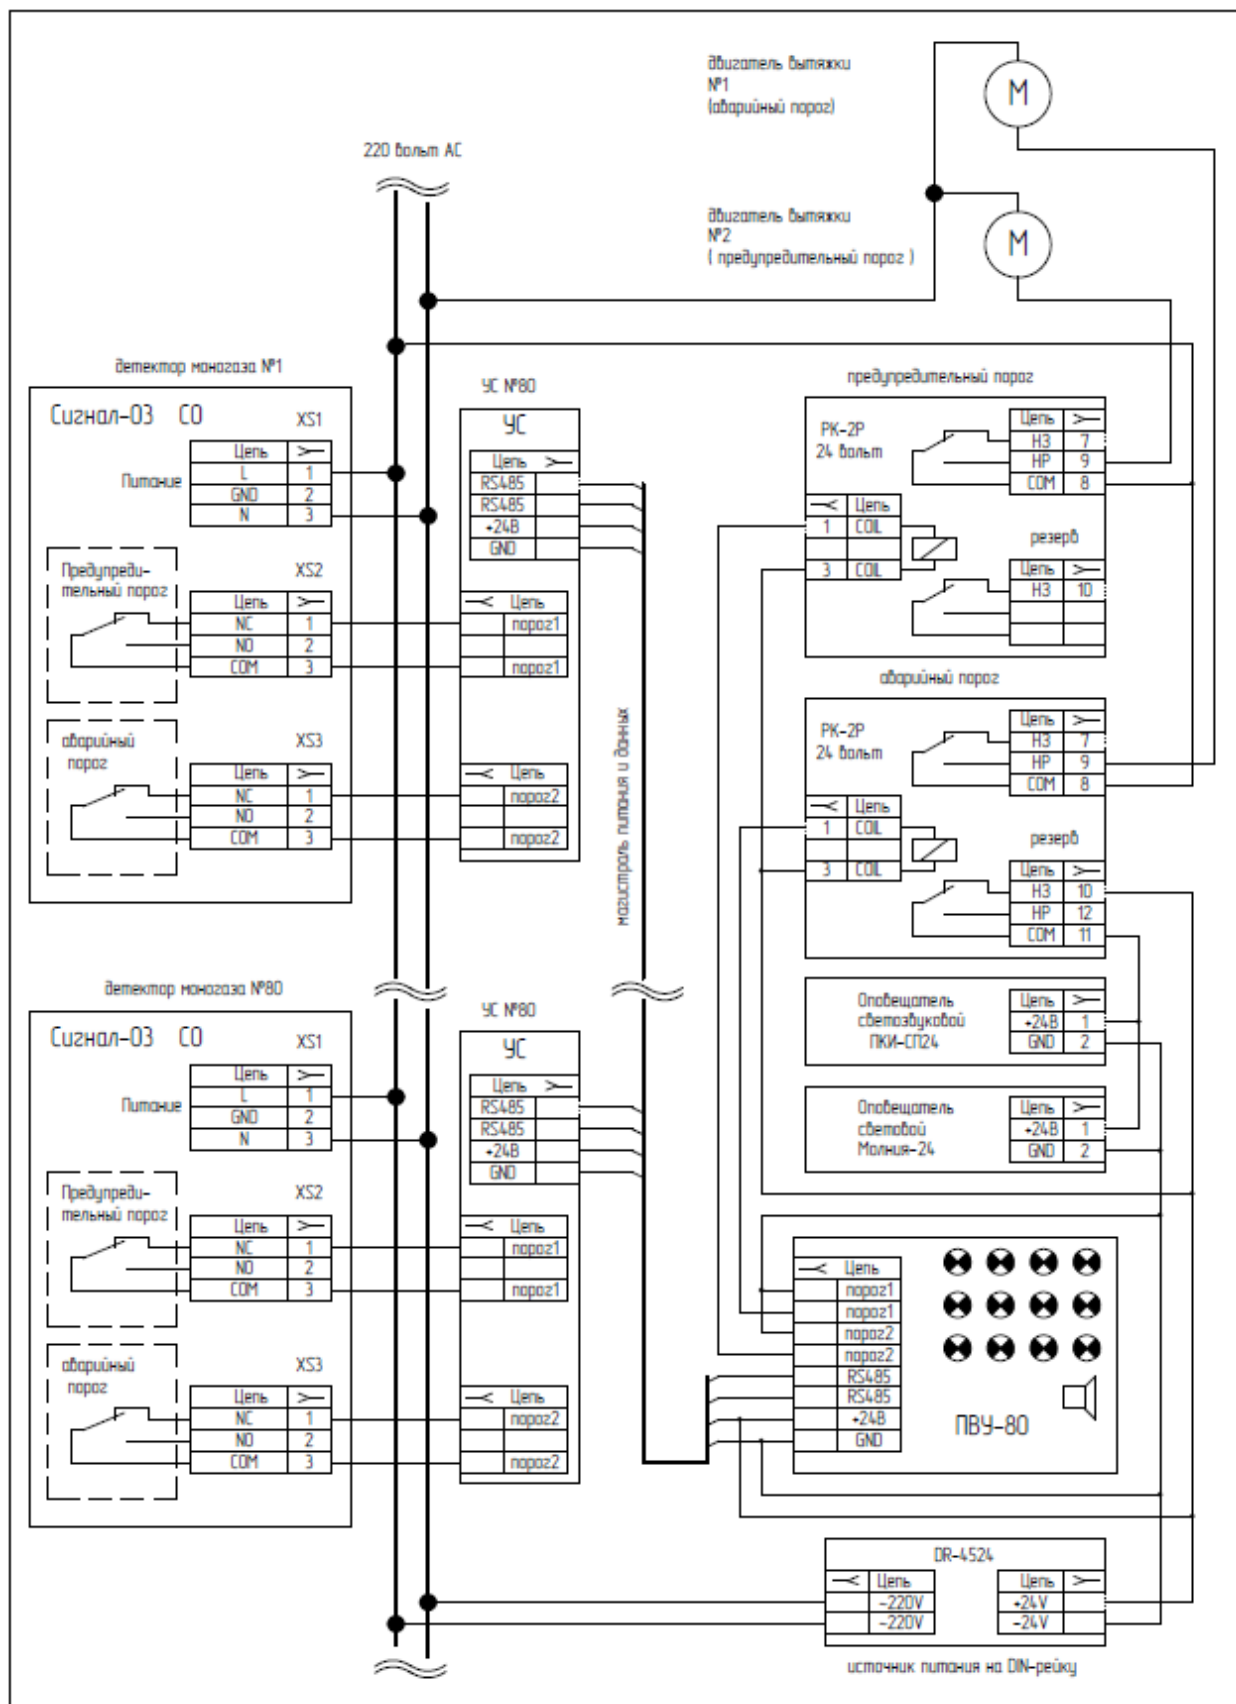 двигатель вытяжки
№1
(аварийный порог)
M
220 вольт АС
двигатель вытяжки
№2
( предупредительный порог )
M
детектор моногаза №1
Сигнал-03 СО
XS1
Цепь
Питание
L 1
GND 2
N 3
Предупреди-
тельный порог
XS2
Цепь
NC 1
NO 2
COM 3
аварийный
порог
XS3
Цепь
NC 1
NO 2
COM 3
УС №80
УС
Цепь
RS485
RS485
+24В
GND
Цепь
порог1
порог1
Цепь
порог2
порог2
магистраль питания и данных
предупредительный порог
РК-2Р
24 вольт
Цепь
НЗ 7
НР 9
СОМ 8
Цепь
1 COIL
3 COIL
резерв
Цепь
НЗ 10
аварийный порог
РК-2Р
24 вольт
Цепь
НЗ 7
НР 9
СОМ 8
Цепь
1 COIL
3 COIL
резерв
Цепь
НЗ 10
НР 12
СОМ 11
Оповещатель
светозвуковой
ПКИ-СП24
Цепь
+24В 1
GND 2
Оповещатель
световой
Молния-24
Цепь
+24В 1
GND 2
детектор моногаза №80
Сигнал-03 СО
XS1
Цепь
Питание
L 1
GND 2
N 3
Предупреди-
тельный порог
XS2
Цепь
NC 1
NO 2
COM 3
аварийный
порог
XS3
Цепь
NC 1
NO 2
COM 3
УС №80
УС
Цепь
RS485
RS485
+24В
GND
Цепь
порог1
порог1
Цепь
порог2
порог2
Цепь
порог1
порог1
порог2
порог2
RS485
RS485
+24В
GND
ПВУ-80
DR-4524
Цепь
~220V
~220V
Цепь
+24V
-24V
источник питания на DIN-рейку